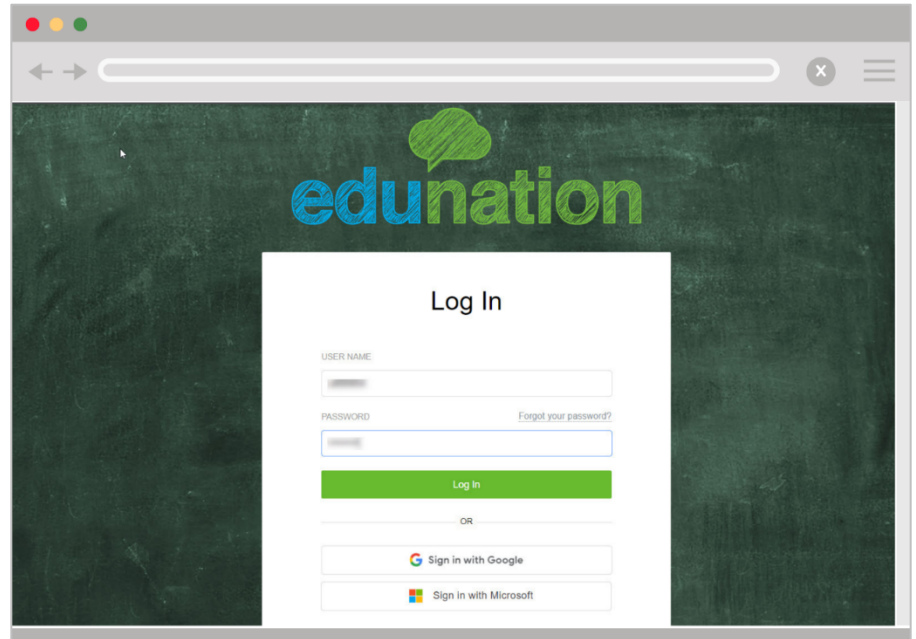 edunation
Log In
USER NAME
PASSWORD Forgot your password?
Log In
OR
Sign in with Google
Sign in with Microsoft